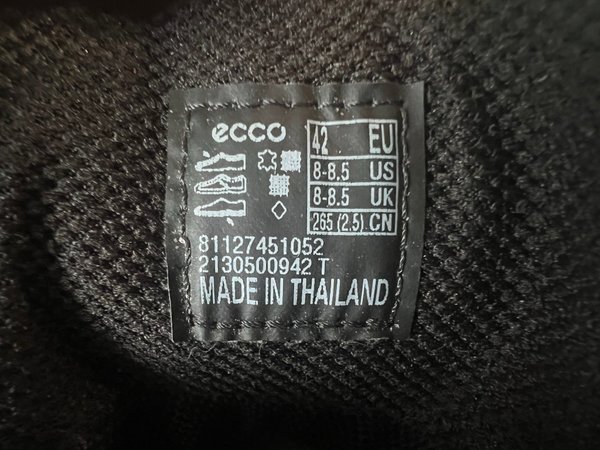 ecco
42 EU
8-8.5 US
8-8.5 UK
265 (2.5) CN
81127451052
2130500942 T
MADE IN THAILAND